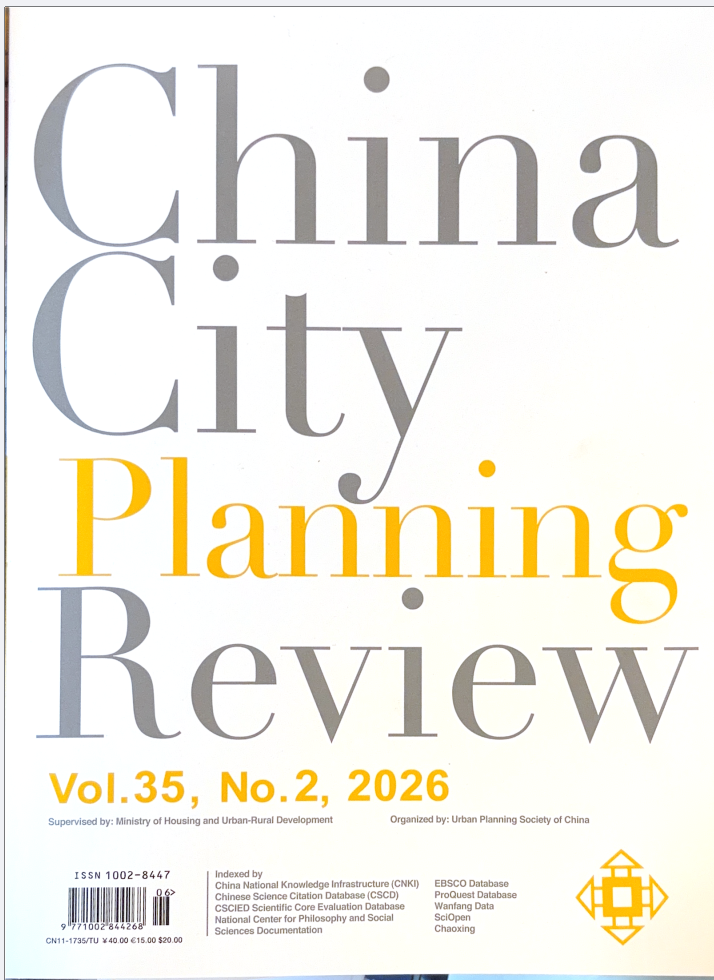 China
City
Planning
Review
Vol.35, No.2, 2026
Supervised by: Ministry of Housing and Urban-Rural Development
Organized by: Urban Planning Society of China
ISSN 1002-8447
06>
9 771002 844268
CN11-1735/TU ¥40.00 €15.00 $20.00
Indexed by
China National Knowledge Infrastructure (CNKI)
Chinese Science Citation Database (CSCD)
CSCIED Scientific Core Evaluation Database
National Center for Philosophy and Social
Sciences Documentation
EBSCO Database
ProQuest Database
Wanfang Data
SciOpen
Chaoxing